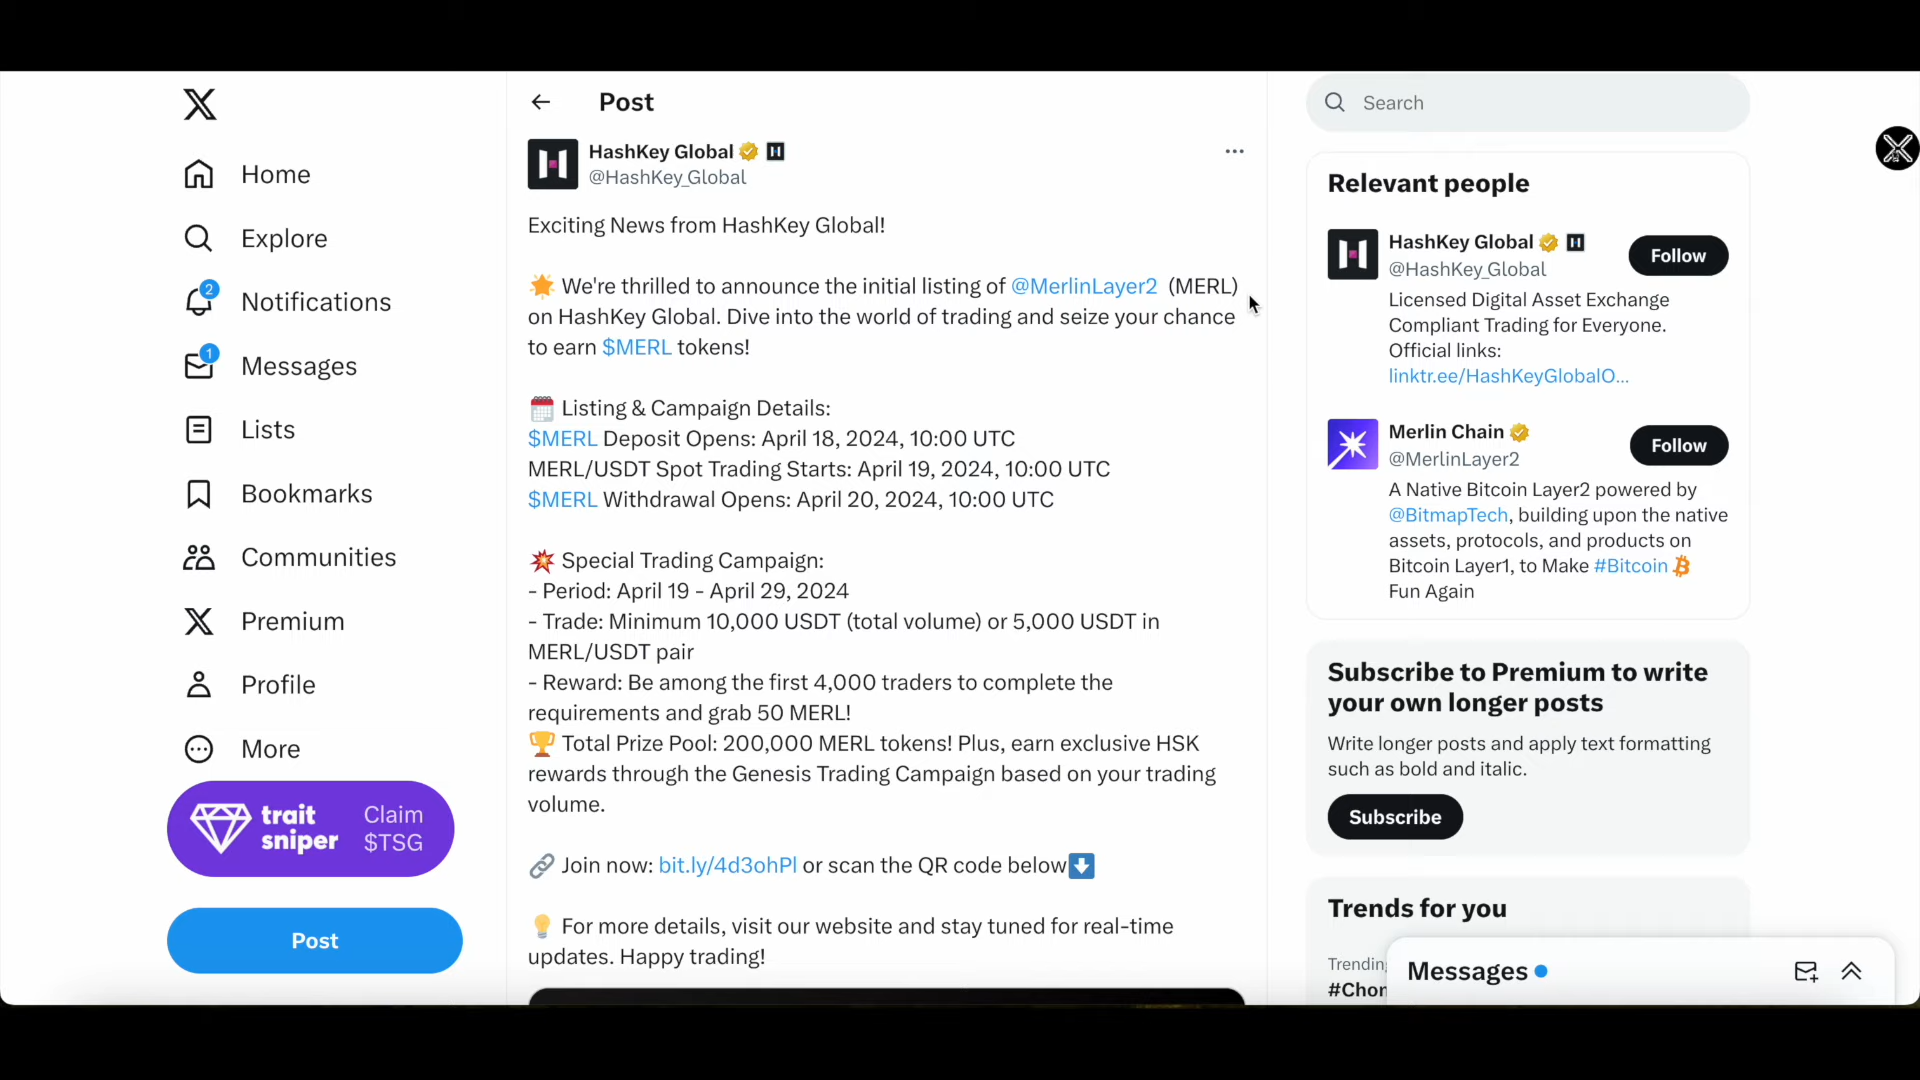 Home
Explore
2
Notifications
1
Messages
Lists
Bookmarks
Communities
Premium
Profile
More
trait sniper
Claim $TSG
Post
Post
HashKey Global
@HashKey_Global
Exciting News from HashKey Global!
We're thrilled to announce the initial listing of @MerlinLayer2 (MERL)
on HashKey Global. Dive into the world of trading and seize your chance
to earn $MERL tokens!
Listing & Campaign Details:
$MERL Deposit Opens: April 18, 2024, 10:00 UTC
MERL/USDT Spot Trading Starts: April 19, 2024, 10:00 UTC
$MERL Withdrawal Opens: April 20, 2024, 10:00 UTC
Special Trading Campaign:
- Period: April 19 - April 29, 2024
- Trade: Minimum 10,000 USDT (total volume) or 5,000 USDT in
MERL/USDT pair
- Reward: Be among the first 4,000 traders to complete the
requirements and grab 50 MERL!
Total Prize Pool: 200,000 MERL tokens! Plus, earn exclusive HSK
rewards through the Genesis Trading Campaign based on your trading
volume.
Join now: bit.ly/4d3ohPl or scan the QR code below
For more details, visit our website and stay tuned for real-time
updates. Happy trading!
Search
Relevant people
HashKey Global
Follow
@HashKey_Global
Licensed Digital Asset Exchange
Compliant Trading for Everyone.
Official links:
linktr.ee/HashKeyGlobalO...
Merlin Chain
Follow
@MerlinLayer2
A Native Bitcoin Layer2 powered by
@BitmapTech, building upon the native
assets, protocols, and products on
Bitcoin Layer1, to Make #Bitcoin
Fun Again
Subscribe to Premium to write
your own longer posts
Write longer posts and apply text formatting
such as bold and italic.
Subscribe
Trends for you
Trending
#Chon
Messages